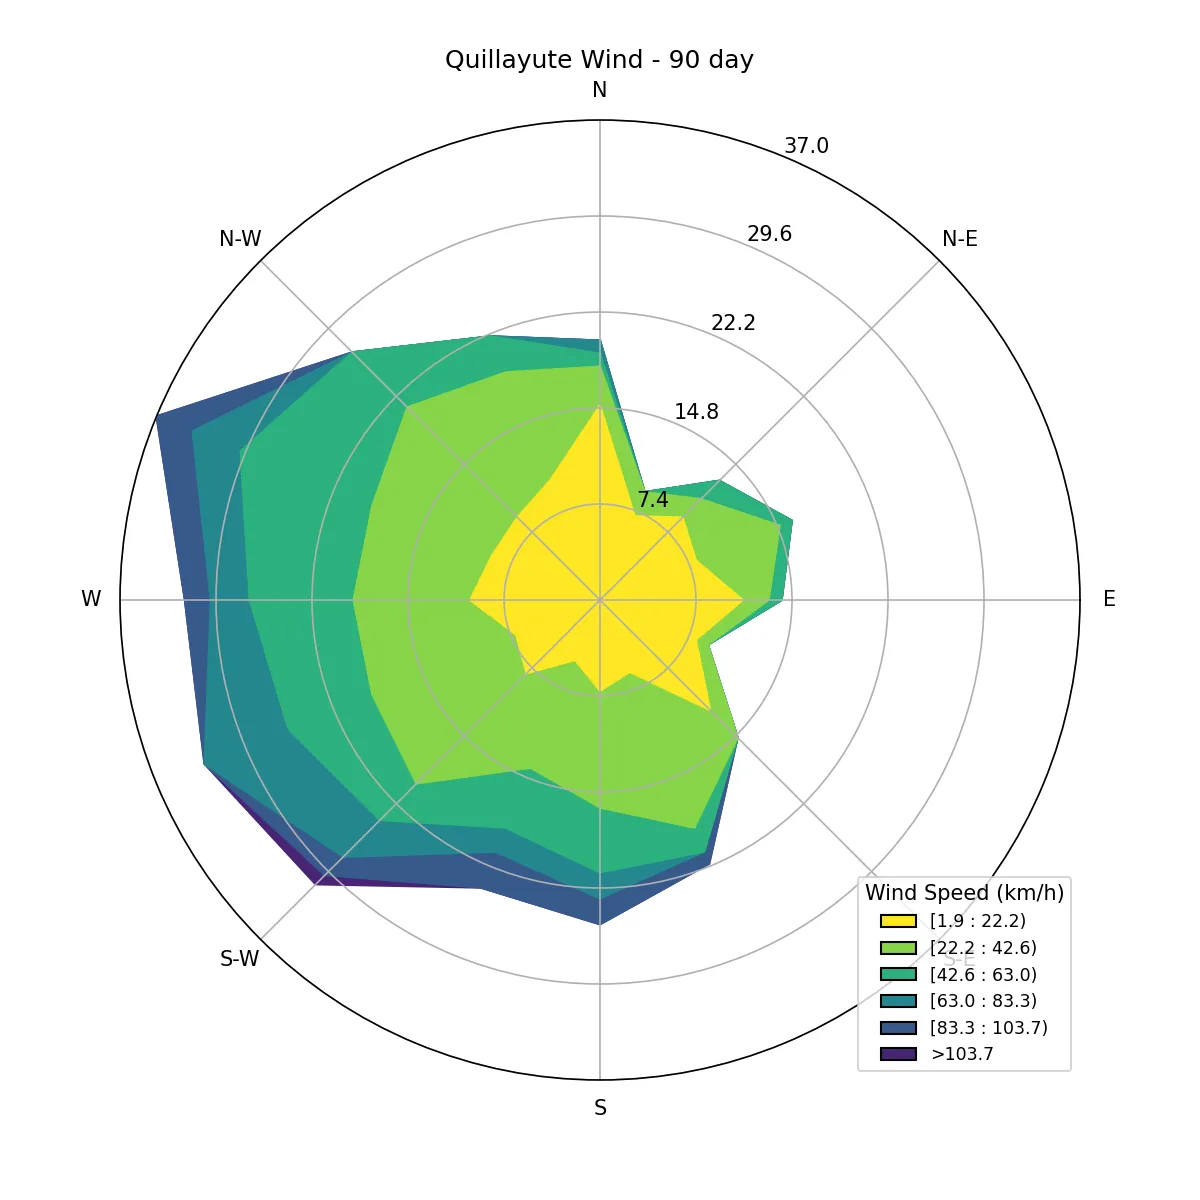 Quillayute Wind - 90 day
N
37.0
N-W
29.6
N-E
22.2
14.8
7.4
W
E
S-W
S-E
S
Wind Speed (km/h)
[1.9 : 22.2)
[22.2 : 42.6)
[42.6 : 63.0)
[63.0 : 83.3)
[83.3 : 103.7)
>103.7